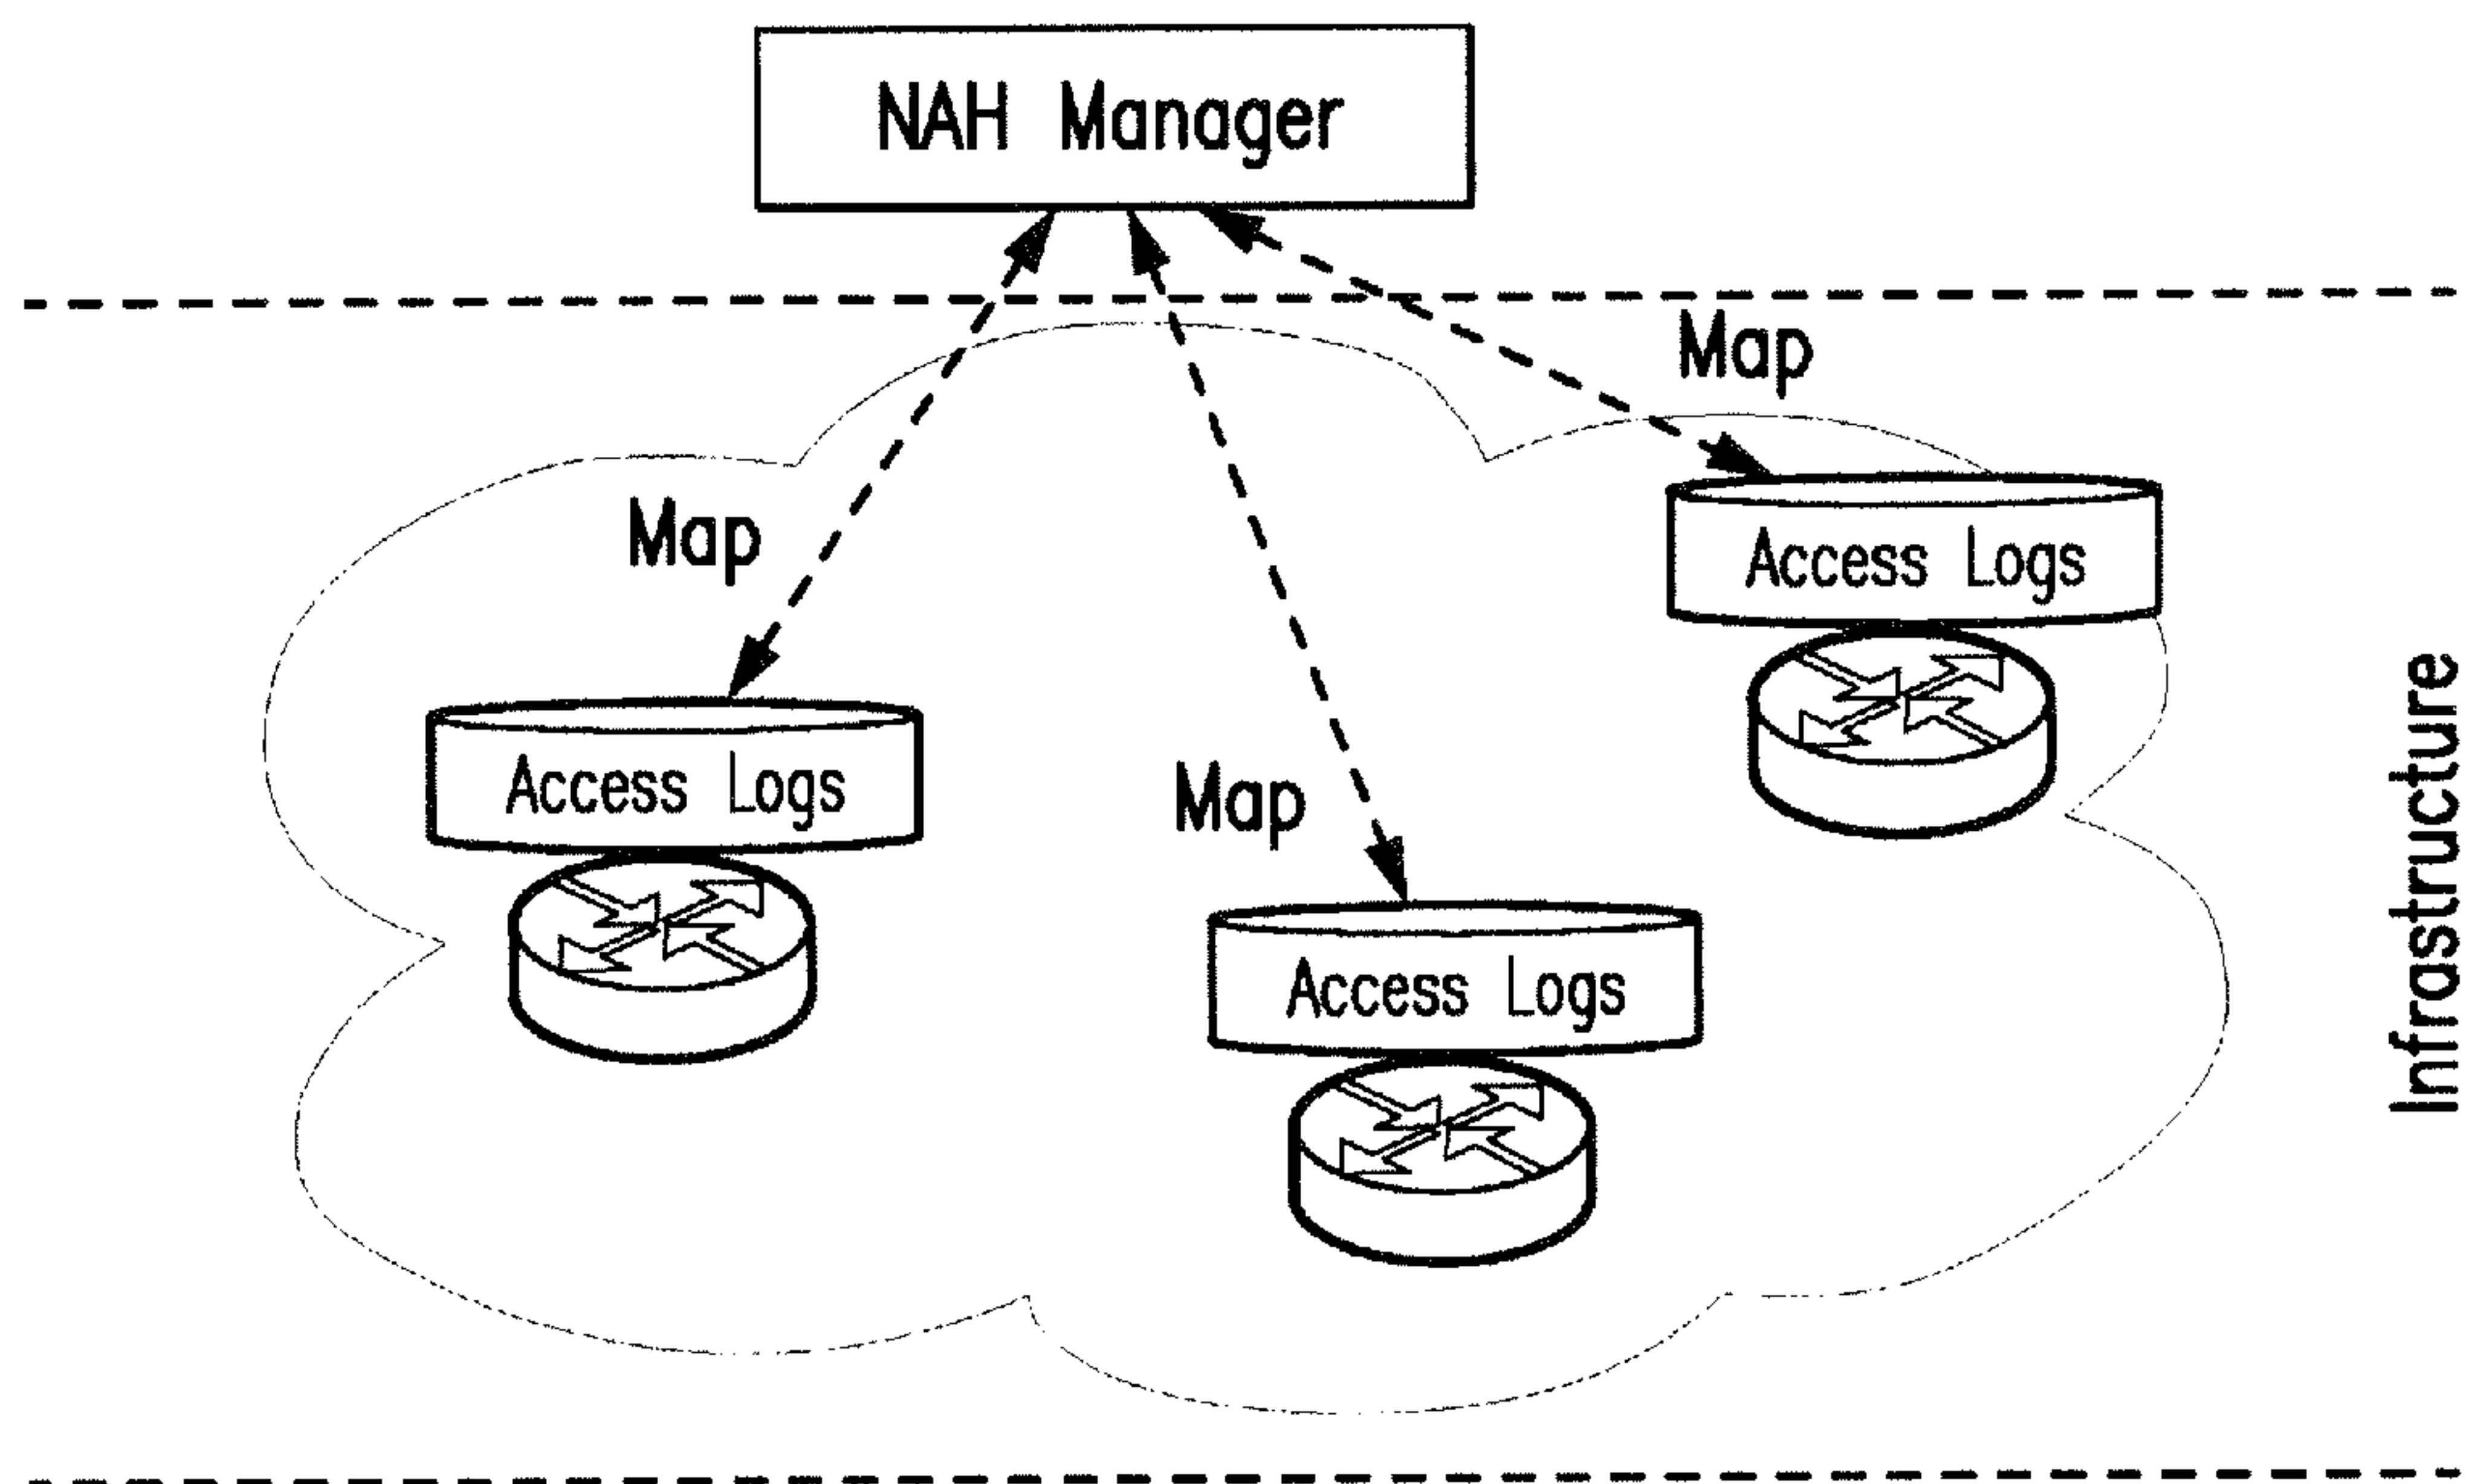 NAH Manager
Map
Map
Access Logs
Map
Access Logs
Access Logs
Infrastructure